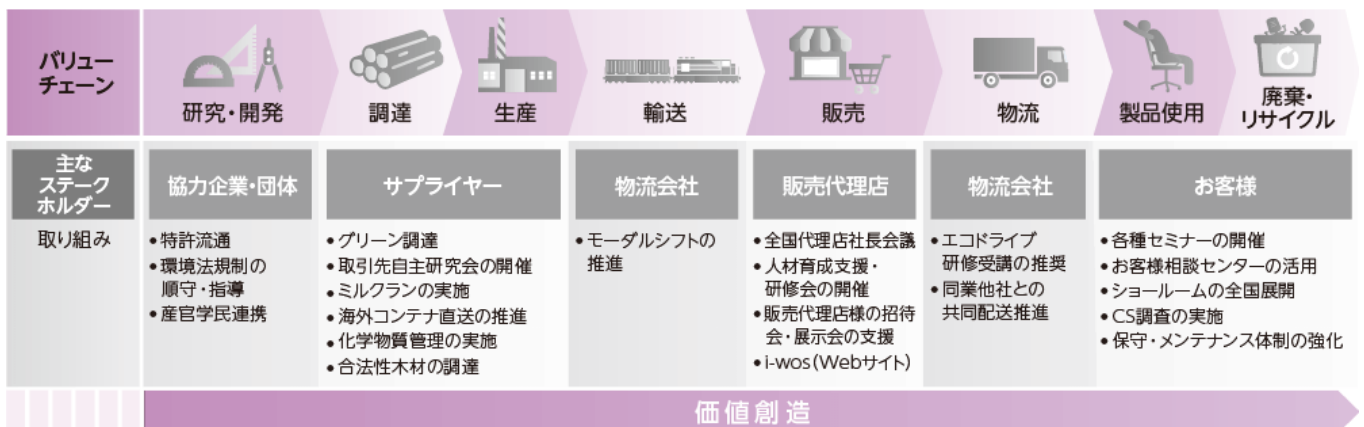 バリュー
チェーン
研究・開発
調達
生産
輸送
販売
物流
製品使用
廃棄・
リサイクル
主な
ステーク
ホルダー
協力企業・団体
サプライヤー
物流会社
販売代理店
物流会社
お客様
取り組み
•特許流通
•環境法規制の
順守・指導
•産官学民連携
•グリーン調達
•取引先自主研究会の開催
•ミルクランの実施
•海外コンテナ直送の推進
•化学物質管理の実施
•合法性木材の調達
•モーダルシフトの
推進
•全国代理店社長会議
•人材育成支援・
研修会の開催
•販売代理店様の招待
会・展示会の支援
•i-wos(Webサイト)
•エコドライブ
研修受講の推奨
•同業他社との
共同配送推進
•各種セミナーの開催
•お客様相談センターの活用
•ショールームの全国展開
•CS調査の実施
•保守・メンテナンス体制の強化
価値創造